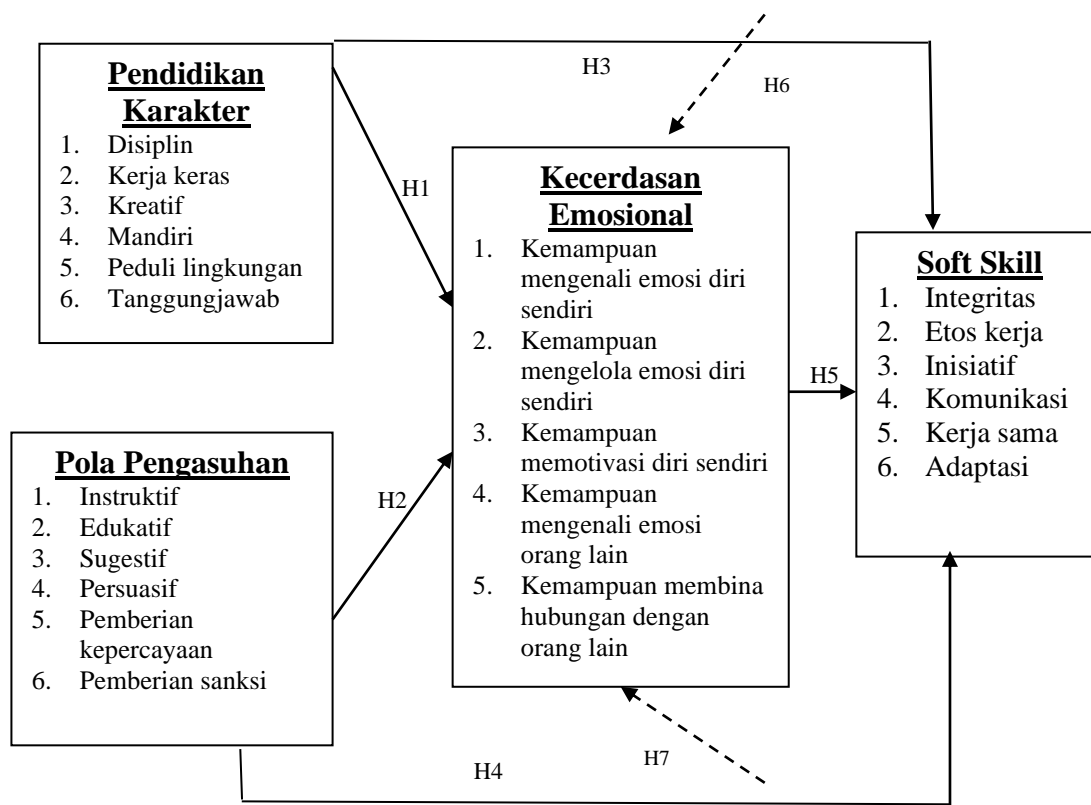 Pendidikan
Karakter
1. Disiplin
2. Kerja keras
3. Kreatif
4. Mandiri
5. Peduli lingkungan
6. Tanggungjawab
H3
H6
H1
Kecerdasan
Emosional
1. Kemampuan
mengenali emosi diri
sendiri
2. Kemampuan
mengelola emosi diri
sendiri
3. Kemampuan
memotivasi diri sendiri
4. Kemampuan
mengenali emosi
orang lain
5. Kemampuan membina
hubungan dengan
orang lain
Soft Skill
1. Integritas
2. Etos kerja
3. Inisiatif
4. Komunikasi
5. Kerja sama
6. Adaptasi
H5
Pola Pengasuhan
1. Instruktif
2. Edukatif
3. Sugestif
4. Persuasif
5. Pemberian
kepercayaan
6. Pemberian sanksi
H2
H4
H7